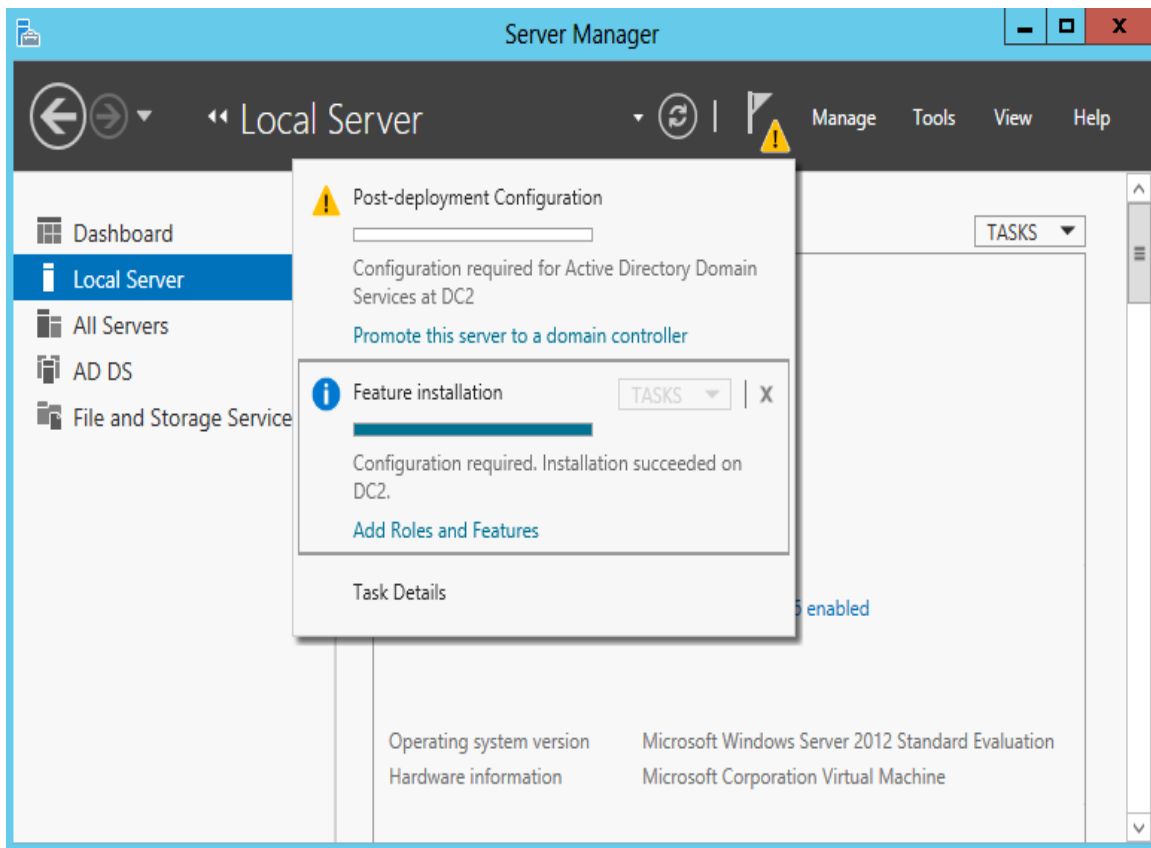 Server Manager
Local Server
Manage
Tools
View
Help
Dashboard
Local Server
All Servers
AD DS
File and Storage Service
Post-deployment Configuration
Configuration required for Active Directory Domain
Services at DC2
Promote this server to a domain controller
Feature installation
TASKS
X
Configuration required. Installation succeeded on
DC2.
Add Roles and Features
Task Details
TASKS
enabled
Operating system version
Microsoft Windows Server 2012 Standard Evaluation
Hardware information
Microsoft Corporation Virtual Machine